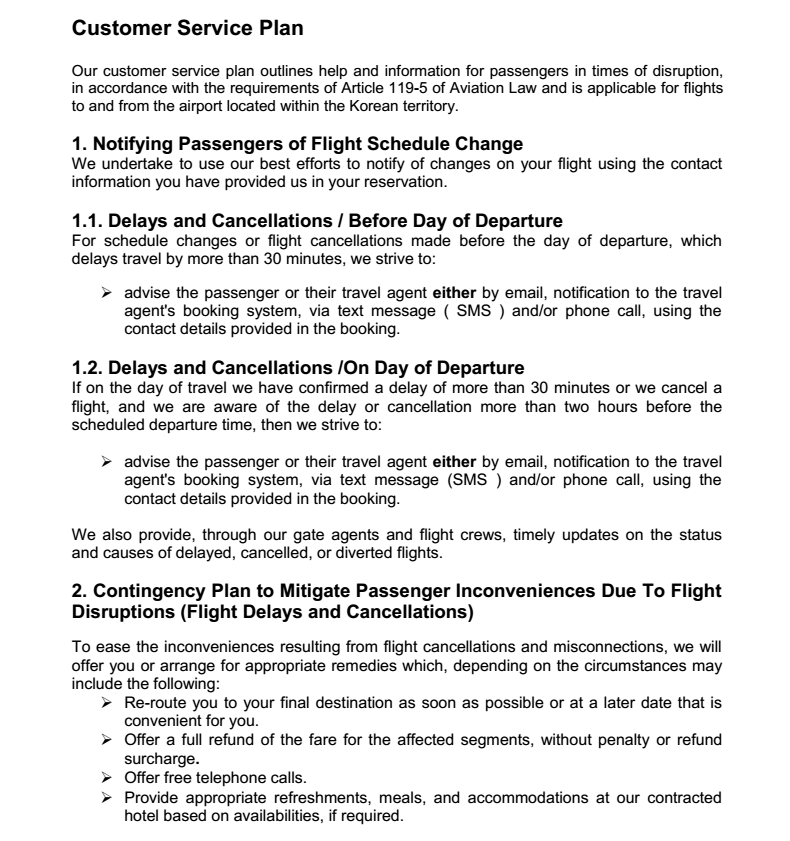 Customer Service Plan
Our customer service plan outlines help and information for passengers in times of disruption,
in accordance with the requirements of Article 119-5 of Aviation Law and is applicable for flights
to and from the airport located within the Korean territory.
1. Notifying Passengers of Flight Schedule Change
We undertake to use our best efforts to notify of changes on your flight using the contact
information you have provided us in your reservation.
1.1. Delays and Cancellations / Before Day of Departure
For schedule changes or flight cancellations made before the day of departure, which
delays travel by more than 30 minutes, we strive to:
➢ advise the passenger or their travel agent either by email, notification to the travel
agent's booking system, via text message ( SMS ) and/or phone call, using the
contact details provided in the booking.
1.2. Delays and Cancellations /On Day of Departure
If on the day of travel we have confirmed a delay of more than 30 minutes or we cancel a
flight, and we are aware of the delay or cancellation more than two hours before the
scheduled departure time, then we strive to:
➢ advise the passenger or their travel agent either by email, notification to the travel
agent's booking system, via text message (SMS ) and/or phone call, using the
contact details provided in the booking.
We also provide, through our gate agents and flight crews, timely updates on the status
and causes of delayed, cancelled, or diverted flights.
2. Contingency Plan to Mitigate Passenger Inconveniences Due To Flight
Disruptions (Flight Delays and Cancellations)
To ease the inconveniences resulting from flight cancellations and misconnections, we will
offer you or arrange for appropriate remedies which, depending on the circumstances may
include the following:
➢ Re-route you to your final destination as soon as possible or at a later date that is
convenient for you.
➢ Offer a full refund of the fare for the affected segments, without penalty or refund
surcharge.
➢ Offer free telephone calls.
➢ Provide appropriate refreshments, meals, and accommodations at our contracted
hotel based on availabilities, if required.